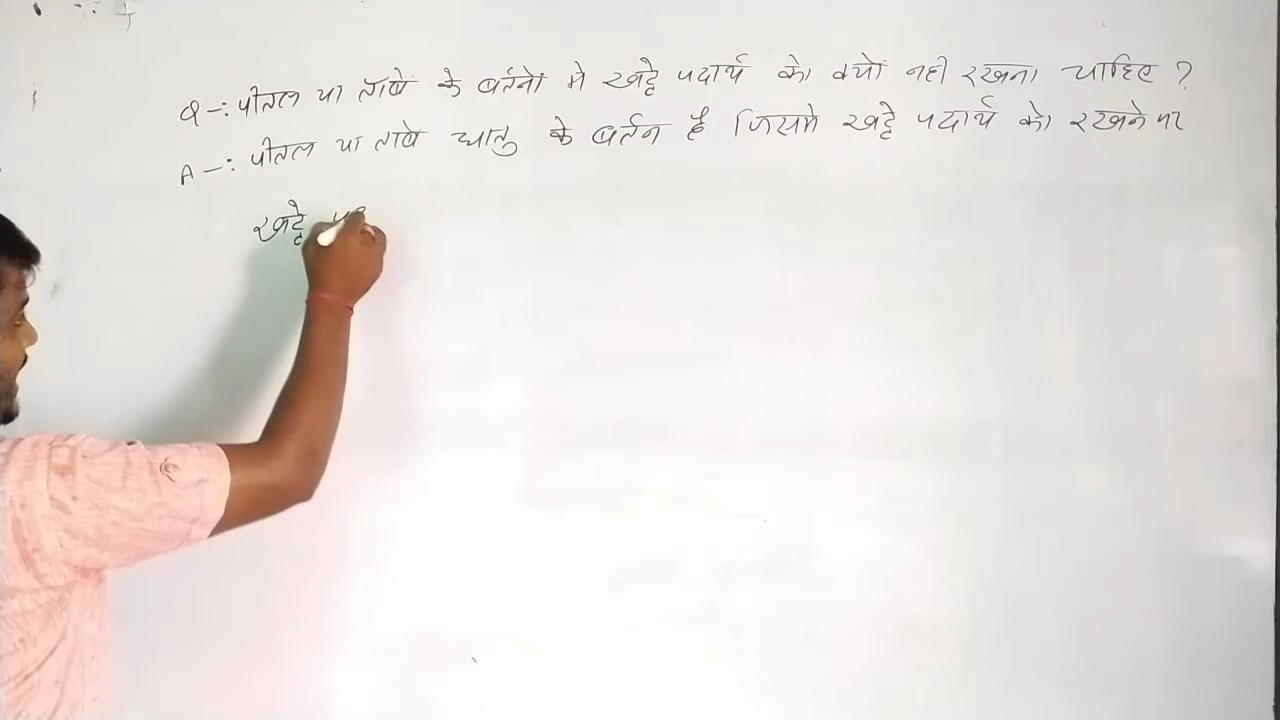 Q -: पीतल या ताँबे के बर्तनों मे खट्टे पदार्थ को क्यों नही रखना चाहिए ?
A -: पीतल या ताँबे धातु के बर्तन है जिसमे खट्टे पदार्थ को रखने पर
खट्टे